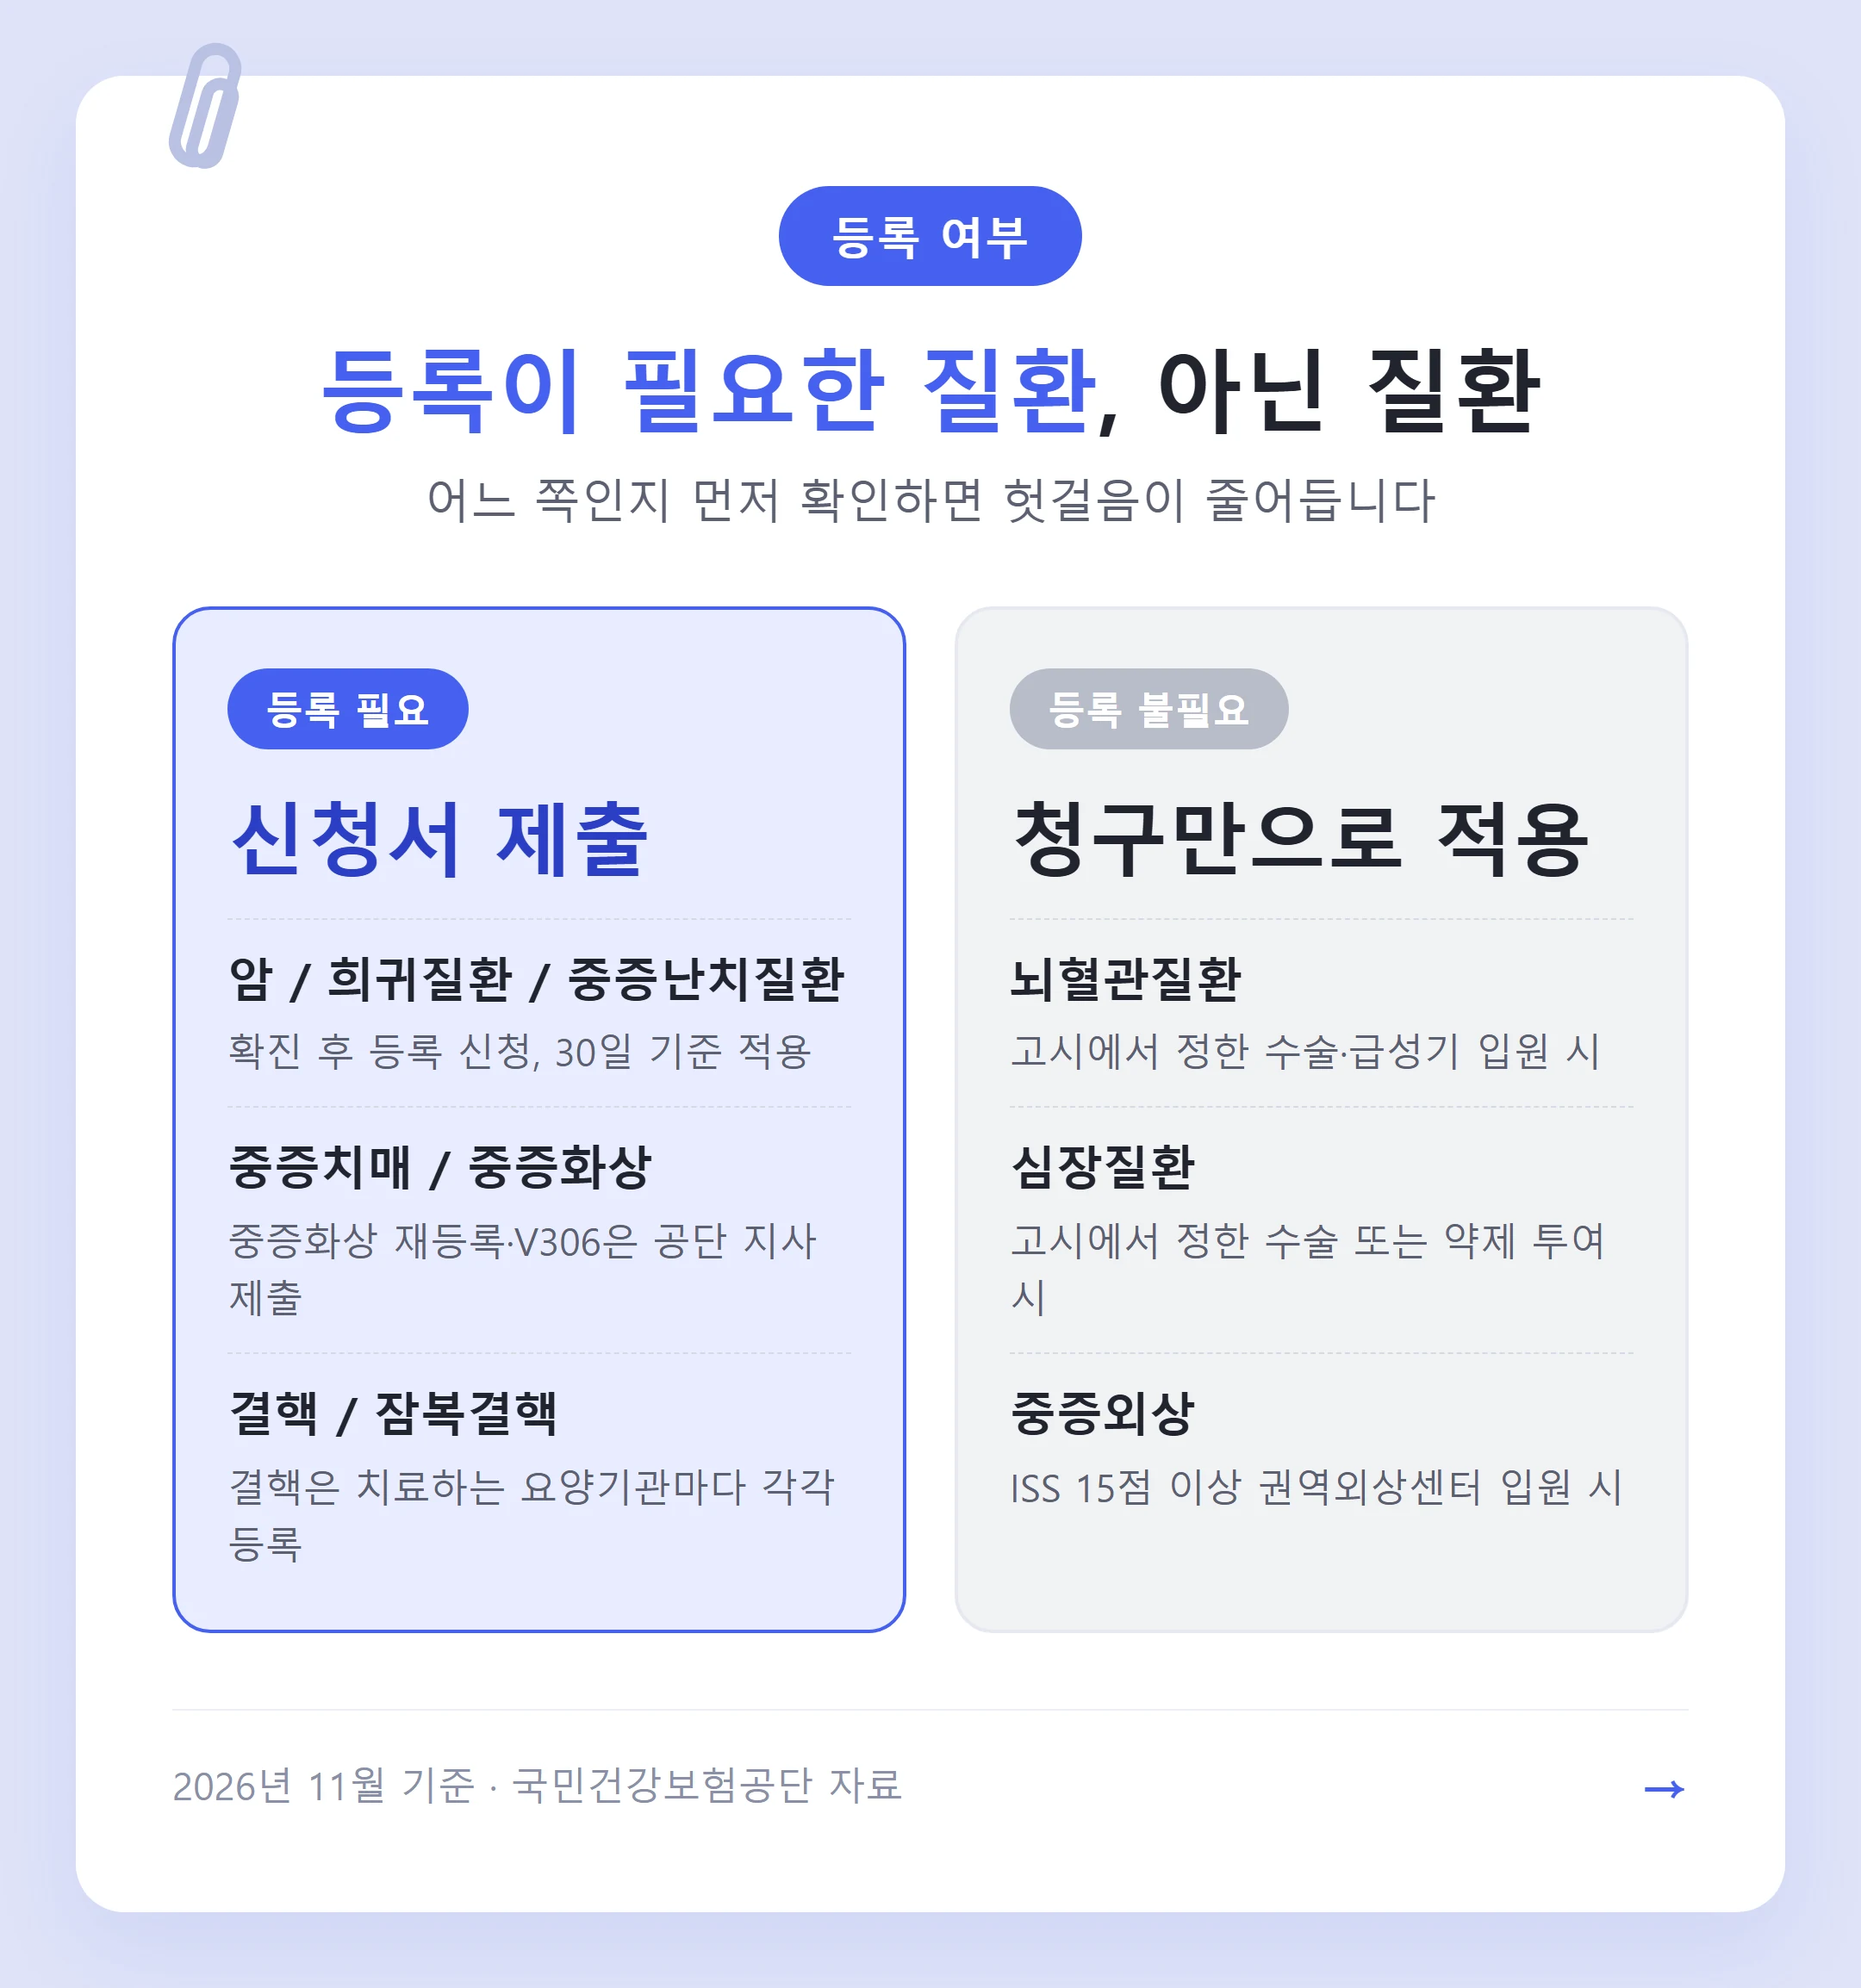 등록 여부
등록이 필요한 질환, 아닌 질환
어느 쪽인지 먼저 확인하면 헛걸음이 줄어듭니다
등록 필요
신청서 제출
암 / 희귀질환 / 중증난치질환
확진 후 등록 신청, 30일 기준 적용
중증치매 / 중증화상
중증화상 재등록·V306은 공단 지사
제출
결핵 / 잠복결핵
결핵은 치료하는 요양기관마다 각각
등록
등록 불필요
청구만으로 적용
뇌혈관질환
고시에서 정한 수술·급성기 입원 시
심장질환
고시에서 정한 수술 또는 약제 투여
시
중증외상
ISS 15점 이상 권역외상센터 입원 시
2026년 11월 기준 · 국민건강보험공단 자료
→